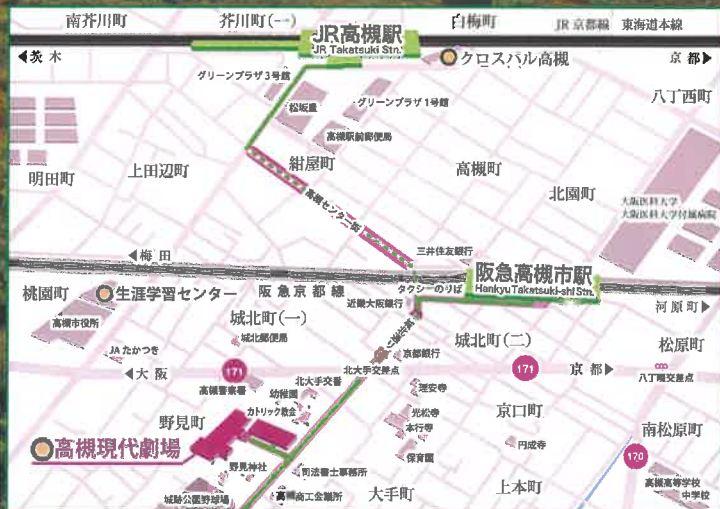 南芥川町
芥川町(一)
JR高槻駅
JR Takatsuki Stn.
白梅町
JR京都線
東海道本線
◀茨木
クロスパル高槻
京都▶
グリーンプラザ3号館
松坂屋
グリーンプラザ1号館
高槻駅前郵便局
八丁西町
明田町
上田辺町
紺屋町
高槻町
北園町
高槻センター街
大阪医科大学
大阪医科大学付属病院
◀梅田
三井住友銀行
阪急高槻市駅
Hankyu Takatsuki-shi Stn.
桃園町
生涯学習センター
阪急京都線
タクシーのりば
近畿大阪銀行
河原町▶
高槻市役所
城北町(一)
城北郵便局
城北町(二)
松原町
JAたかつき
京都銀行
北大手交差点
◀大阪
171
171
京都▶
八丁畷交差点
高槻警察署
北大手交番
幼稚園
カトリック教会
理安寺
光松寺
本行寺
保育園
京口町
円成寺
野見町
高槻現代劇場
南松原町
170
野見神社
司法書士事務所
城跡公園野球場
高槻商工会議所
大手町
上本町
高槻高等学校
中学校